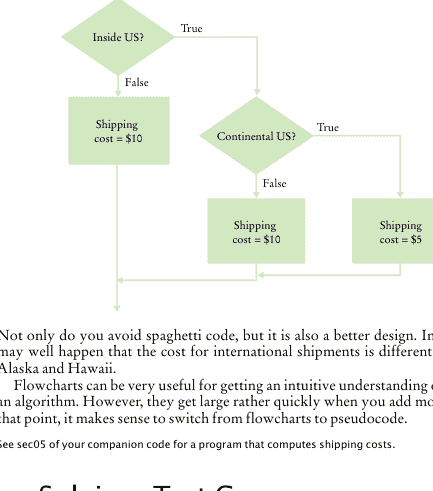 Inside US?
True
False
Shipping
cost = $10
Continental US?
True
False
Shipping
cost = $10
Shipping
cost = $5
Not only do you avoid spaghetti code, but it is also a better design. In
may well happen that the cost for international shipments is different
Alaska and Hawaii.
Flowcharts can be very useful for getting an intuitive understanding
an algorithm. However, they get large rather quickly when you add mo
that point, it makes sense to switch from flowcharts to pseudocode.
See sec05 of your companion code for a program that computes shipping costs.